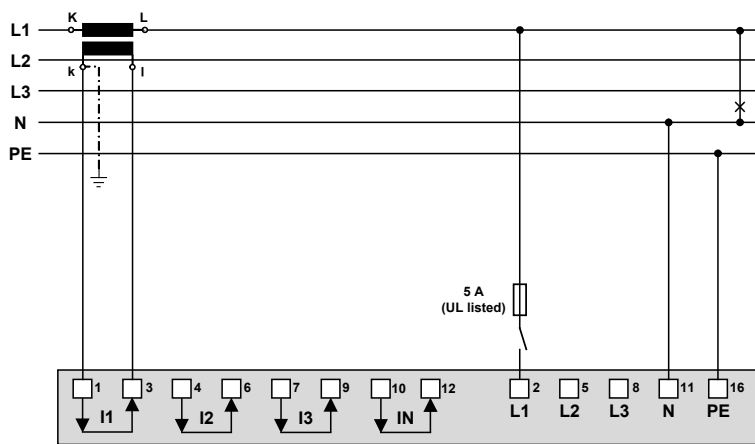 K L
L1
L2
k l
L3
N
PE
5 A
(UL listed)
1 3 4 6 7 9 10 12 2 5 8 11 16
I1 I2 I3 IN L1 L2 L3 N PE